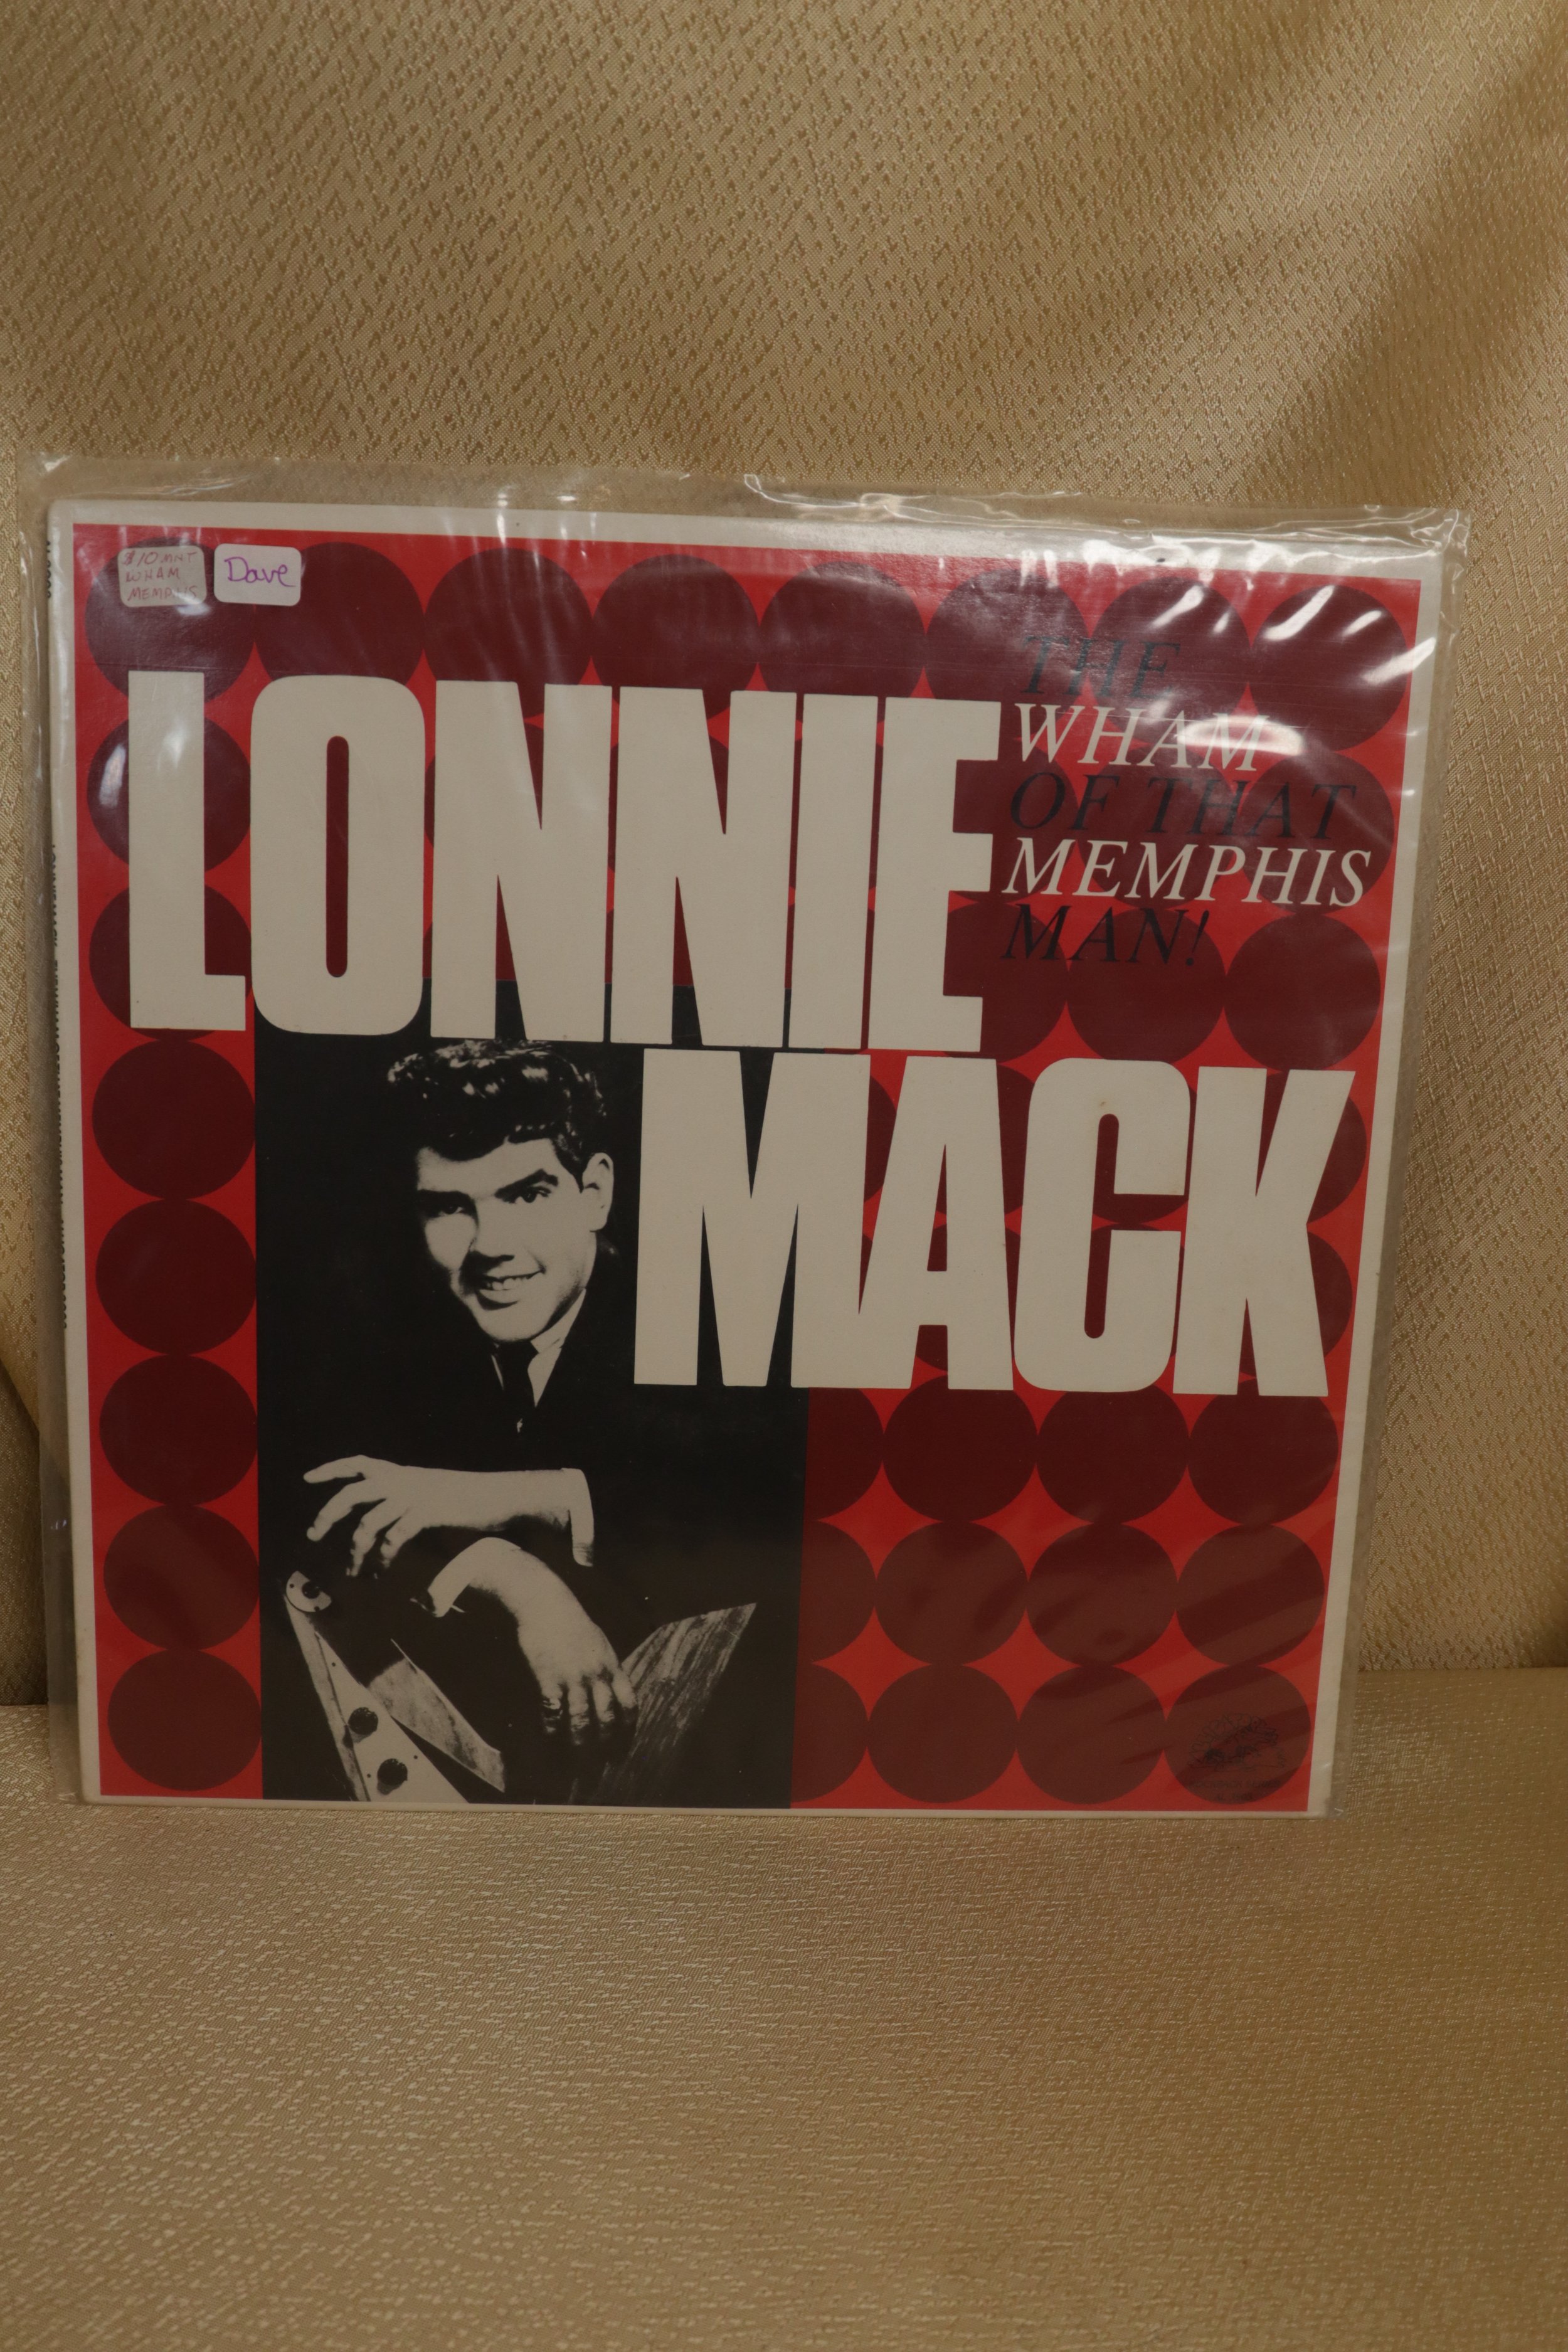 $10 MNT
WHAM
MEMPHIS
Dave
LONNIE
MACK
THE
WHAM
OF THAT
MEMPHIS
MAN!